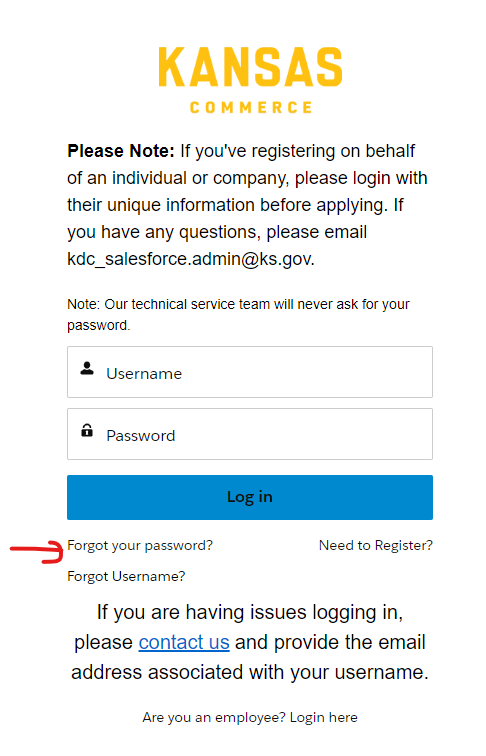 KANSAS
COMMERCE
Please Note: If you've registering on behalf
of an individual or company, please login with
their unique information before applying. If
you have any questions, please email
kdc_salesforce.admin@ks.gov.
Note: Our technical service team will never ask for your
password.
Username
Password
Log in
Forgot your password? Need to Register?
Forgot Username?
If you are having issues logging in,
please contact us and provide the email
address associated with your username.
Are you an employee? Login here